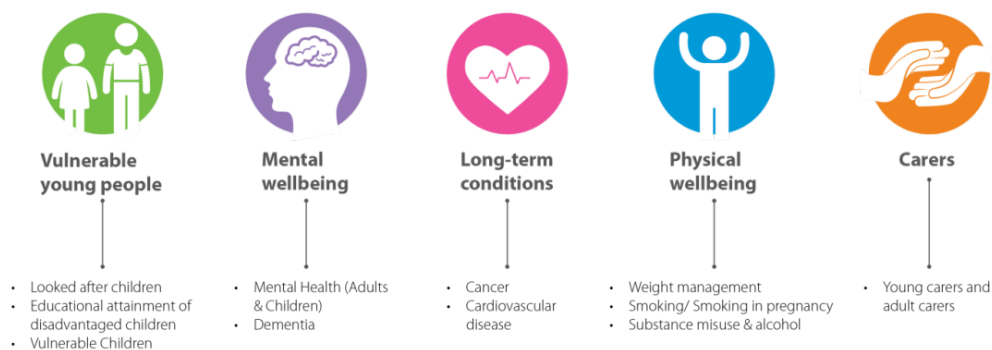 Vulnerable
young people
Mental
wellbeing
Long-term
conditions
Physical
wellbeing
Carers
• Looked after children
• Educational attainment of
disadvantaged children
• Vulnerable Children
• Mental Health (Adults
& Children)
• Dementia
• Cancer
• Cardiovascular
disease
• Weight management
• Smoking/ Smoking in pregnancy
• Substance misuse & alcohol
• Young carers and
adult carers